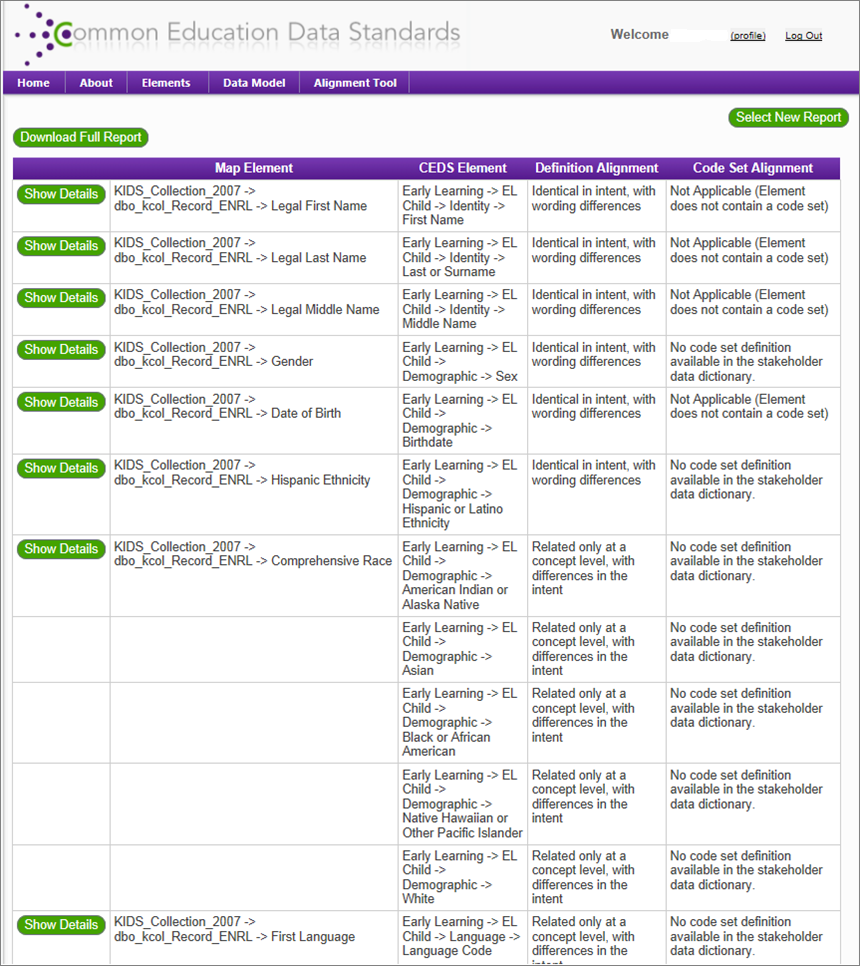 Common Education Data Standards
Welcome (profile) Log Out
Home About Elements Data Model Alignment Tool
Select New Report
Download Full Report
Map Element CEDS Element Definition Alignment Code Set Alignment
Show Details KIDS_Collection_2007 -> Early Learning -> EL Identical in intent, with Not Applicable (Element
dbo_kcol_Record_ENRL -> Legal First Name Child -> Identity -> wording differences does not contain a code set)
First Name
Show Details KIDS_Collection_2007 -> Early Learning -> EL Identical in intent, with Not Applicable (Element
dbo_kcol_Record_ENRL -> Legal Last Name Child -> Identity -> wording differences does not contain a code set)
Last or Surname
Show Details KIDS_Collection_2007 -> Early Learning -> EL Identical in intent, with Not Applicable (Element
dbo_kcol_Record_ENRL -> Legal Middle Name Child -> Identity -> wording differences does not contain a code set)
Middle Name
Show Details KIDS_Collection_2007 -> Early Learning -> EL Identical in intent, with No code set definition
dbo_kcol_Record_ENRL -> Gender Child -> wording differences available in the stakeholder
Demographic -> Sex data dictionary.
Show Details KIDS_Collection_2007 -> Early Learning -> EL Identical in intent, with Not Applicable (Element
dbo_kcol_Record_ENRL -> Date of Birth Child -> wording differences does not contain a code set)
Demographic ->
Birthdate
Show Details KIDS_Collection_2007 -> Early Learning -> EL Identical in intent, with No code set definition
dbo_kcol_Record_ENRL -> Hispanic Ethnicity Child -> wording differences available in the stakeholder
Demographic -> data dictionary.
Hispanic or Latino
Ethnicity
Show Details KIDS_Collection_2007 -> Early Learning -> EL Related only at a No code set definition
dbo_kcol_Record_ENRL -> Comprehensive Race Child -> concept level, with available in the stakeholder
Demographic -> differences in the data dictionary.
American Indian or intent
Alaska Native
Early Learning -> EL Related only at a No code set definition
Child -> concept level, with available in the stakeholder
Demographic -> differences in the data dictionary.
Asian intent
Early Learning -> EL Related only at a No code set definition
Child -> concept level, with available in the stakeholder
Demographic -> differences in the data dictionary.
Black or African intent
American
Early Learning -> EL Related only at a No code set definition
Child -> concept level, with available in the stakeholder
Demographic -> differences in the data dictionary.
Native Hawaiian or intent
Other Pacific Islander
Early Learning -> EL Related only at a No code set definition
Child -> concept level, with available in the stakeholder
Demographic -> differences in the data dictionary.
White intent
Show Details KIDS_Collection_2007 -> Early Learning -> EL Related only at a No code set definition
dbo_kcol_Record_ENRL -> First Language Child -> Language -> concept level, with available in the stakeholder
Language Code differences in the data dictionary.